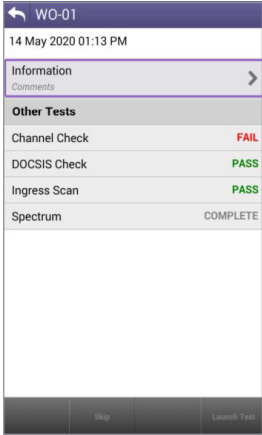 WO-01
14 May 2020 01:13 PM
Information
Comments
Other Tests
Channel Check FAIL
DOCSIS Check PASS
Ingress Scan PASS
Spectrum COMPLETE
Skip Launch Test